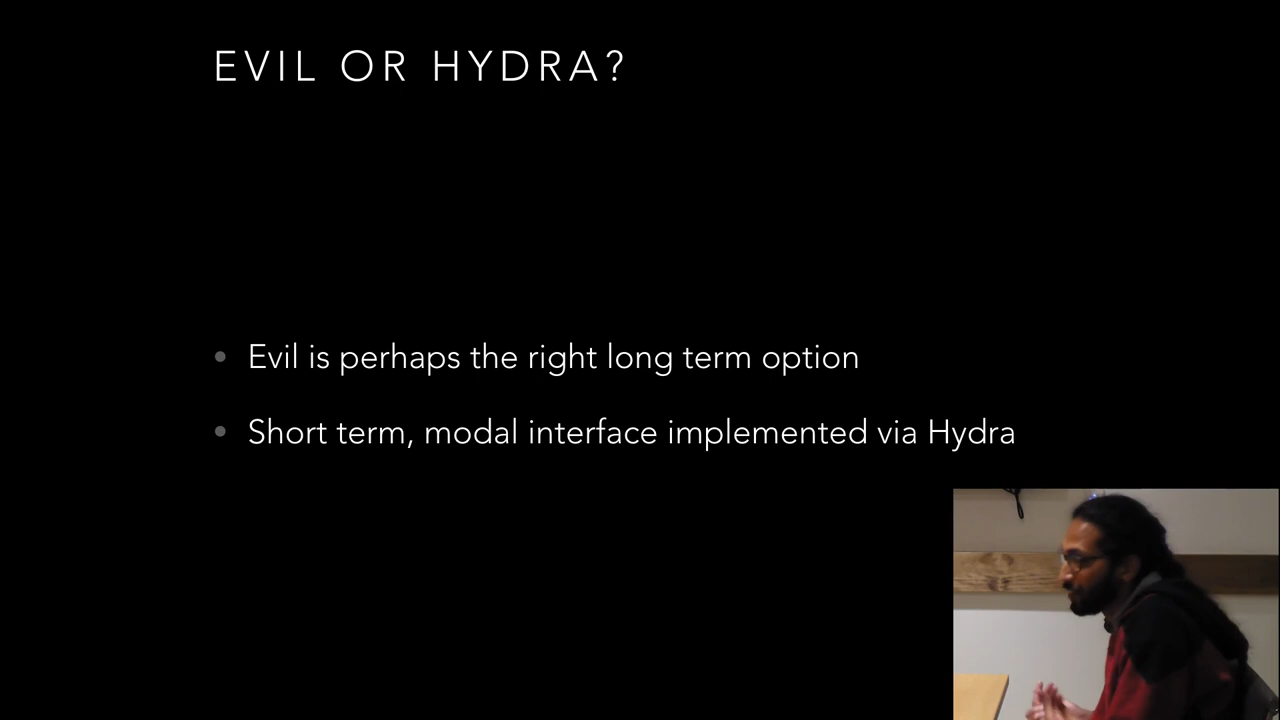 EVIL OR HYDRA?
Evil is perhaps the right long term option
Short term, modal interface implemented via Hydra